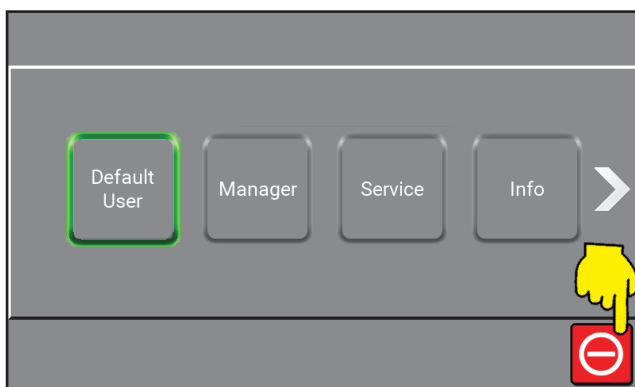 Default
User
Manager
Service
Info